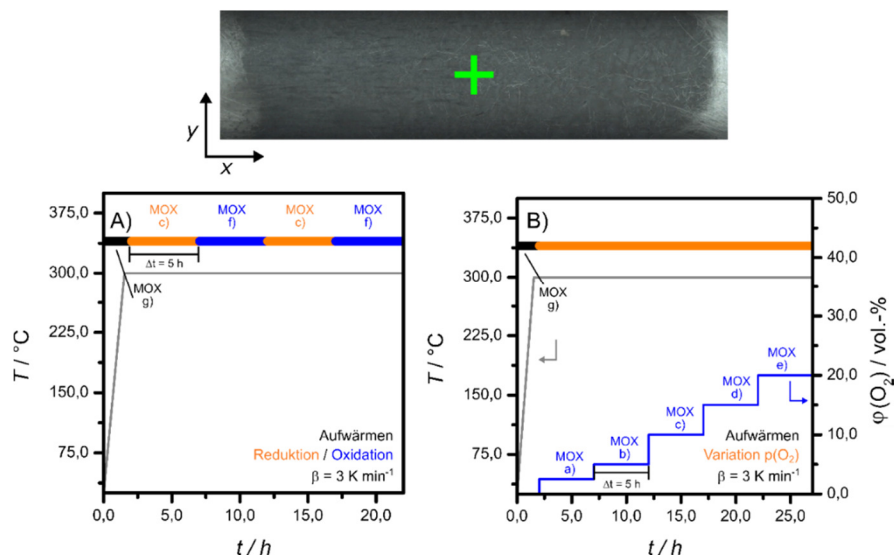 y
x
A)
MOX
c)
MOX
f)
MOX
c)
MOX
f)
Δt = 5 h
MOX
g)
375,0
300,0
225,0
150,0
75,0
T / °C
Aufwärmen
Reduktion / Oxidation
β = 3 K min⁻¹
0,0 5,0 10,0 15,0 20,0
t / h
B)
MOX
g)
375,0
300,0
225,0
150,0
75,0
T / °C
MOX
a)
MOX
b)
MOX
c)
MOX
d)
MOX
e)
Δt = 5 h
Aufwärmen
Variation p(O₂)
β = 3 K min⁻¹
50,0
40,0
30,0
20,0
10,0
0,0
φ(O₂) / vol.-%
0,0 5,0 10,0 15,0 20,0 25,0
t / h